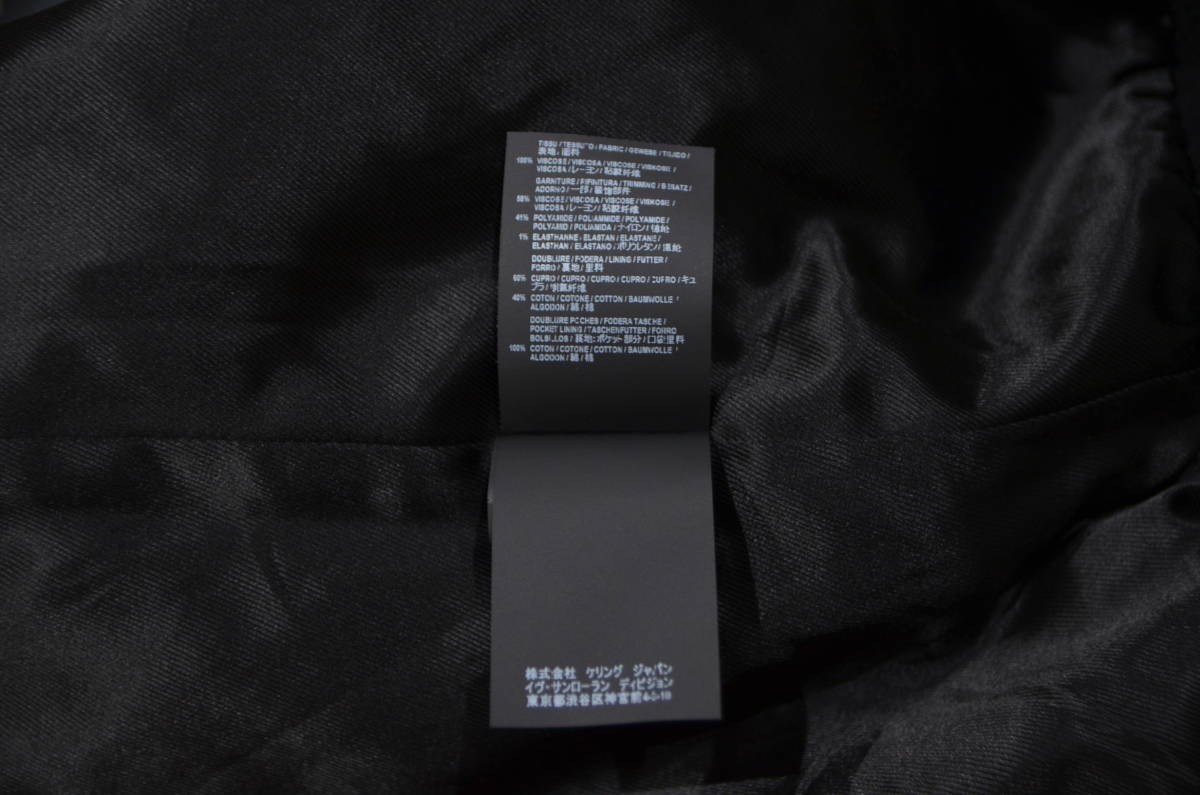 TISSU / TESSUTO / FABRIC / GEWEBE / TEJIDO /
表地 / 面料
100% VISCOSE / VISCOSA / VISCOSE / VISKOSE /
VISCOSA / レーヨン / 粘胶纤维
GARNITURE / RIFINITURA / TRIMMING / BESATZ /
ADORNO / 一部 / 装饰部件
58% VISCOSE / VISCOSA / VISCOSE / VISKOSE /
VISCOSA / レーヨン / 粘胶纤维
41% POLYAMIDE / POLIAMMIDE / POLYAMIDE /
POLYAMID / POLIAMIDA / ナイロン /
1% ELASTHANNE / ELASTAN / ELASTANE /
ELASTHAN / ELASTANO / ポリウレタン /
DOUBLURE / FODERA / LINING / FUTTER /
FORRO / 裏地 / 里料
60% CUPRO / CUPRO / CUPRO / CUPRO / CUPRO / キュ
プラ / 铜氨纤维
40% COTON / COTONE / COTTON / BAUMWOLLE /
ALGODON / 綿 / 棉
DOUBLURE POCHES / FODERA TASCHE /
POCKET LINING / TASCHENFUTTER / FORRO
BOLSILLOS / 裏地:ポケット部分 / 口袋里料
100% COTON / COTONE / COTTON / BAUMWOLLE /
ALGODON / 綿 / 棉
株式会社 ケリング ジャパン
イヴ・サンローラン ディビジョン
東京都渋谷区神宮前